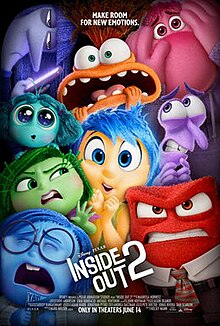 MAKE ROOM
FOR NEW EMOTIONS.
DISNEY · PIXAR
INSIDE
OUT 2
ONLY IN THEATERS JUNE 14